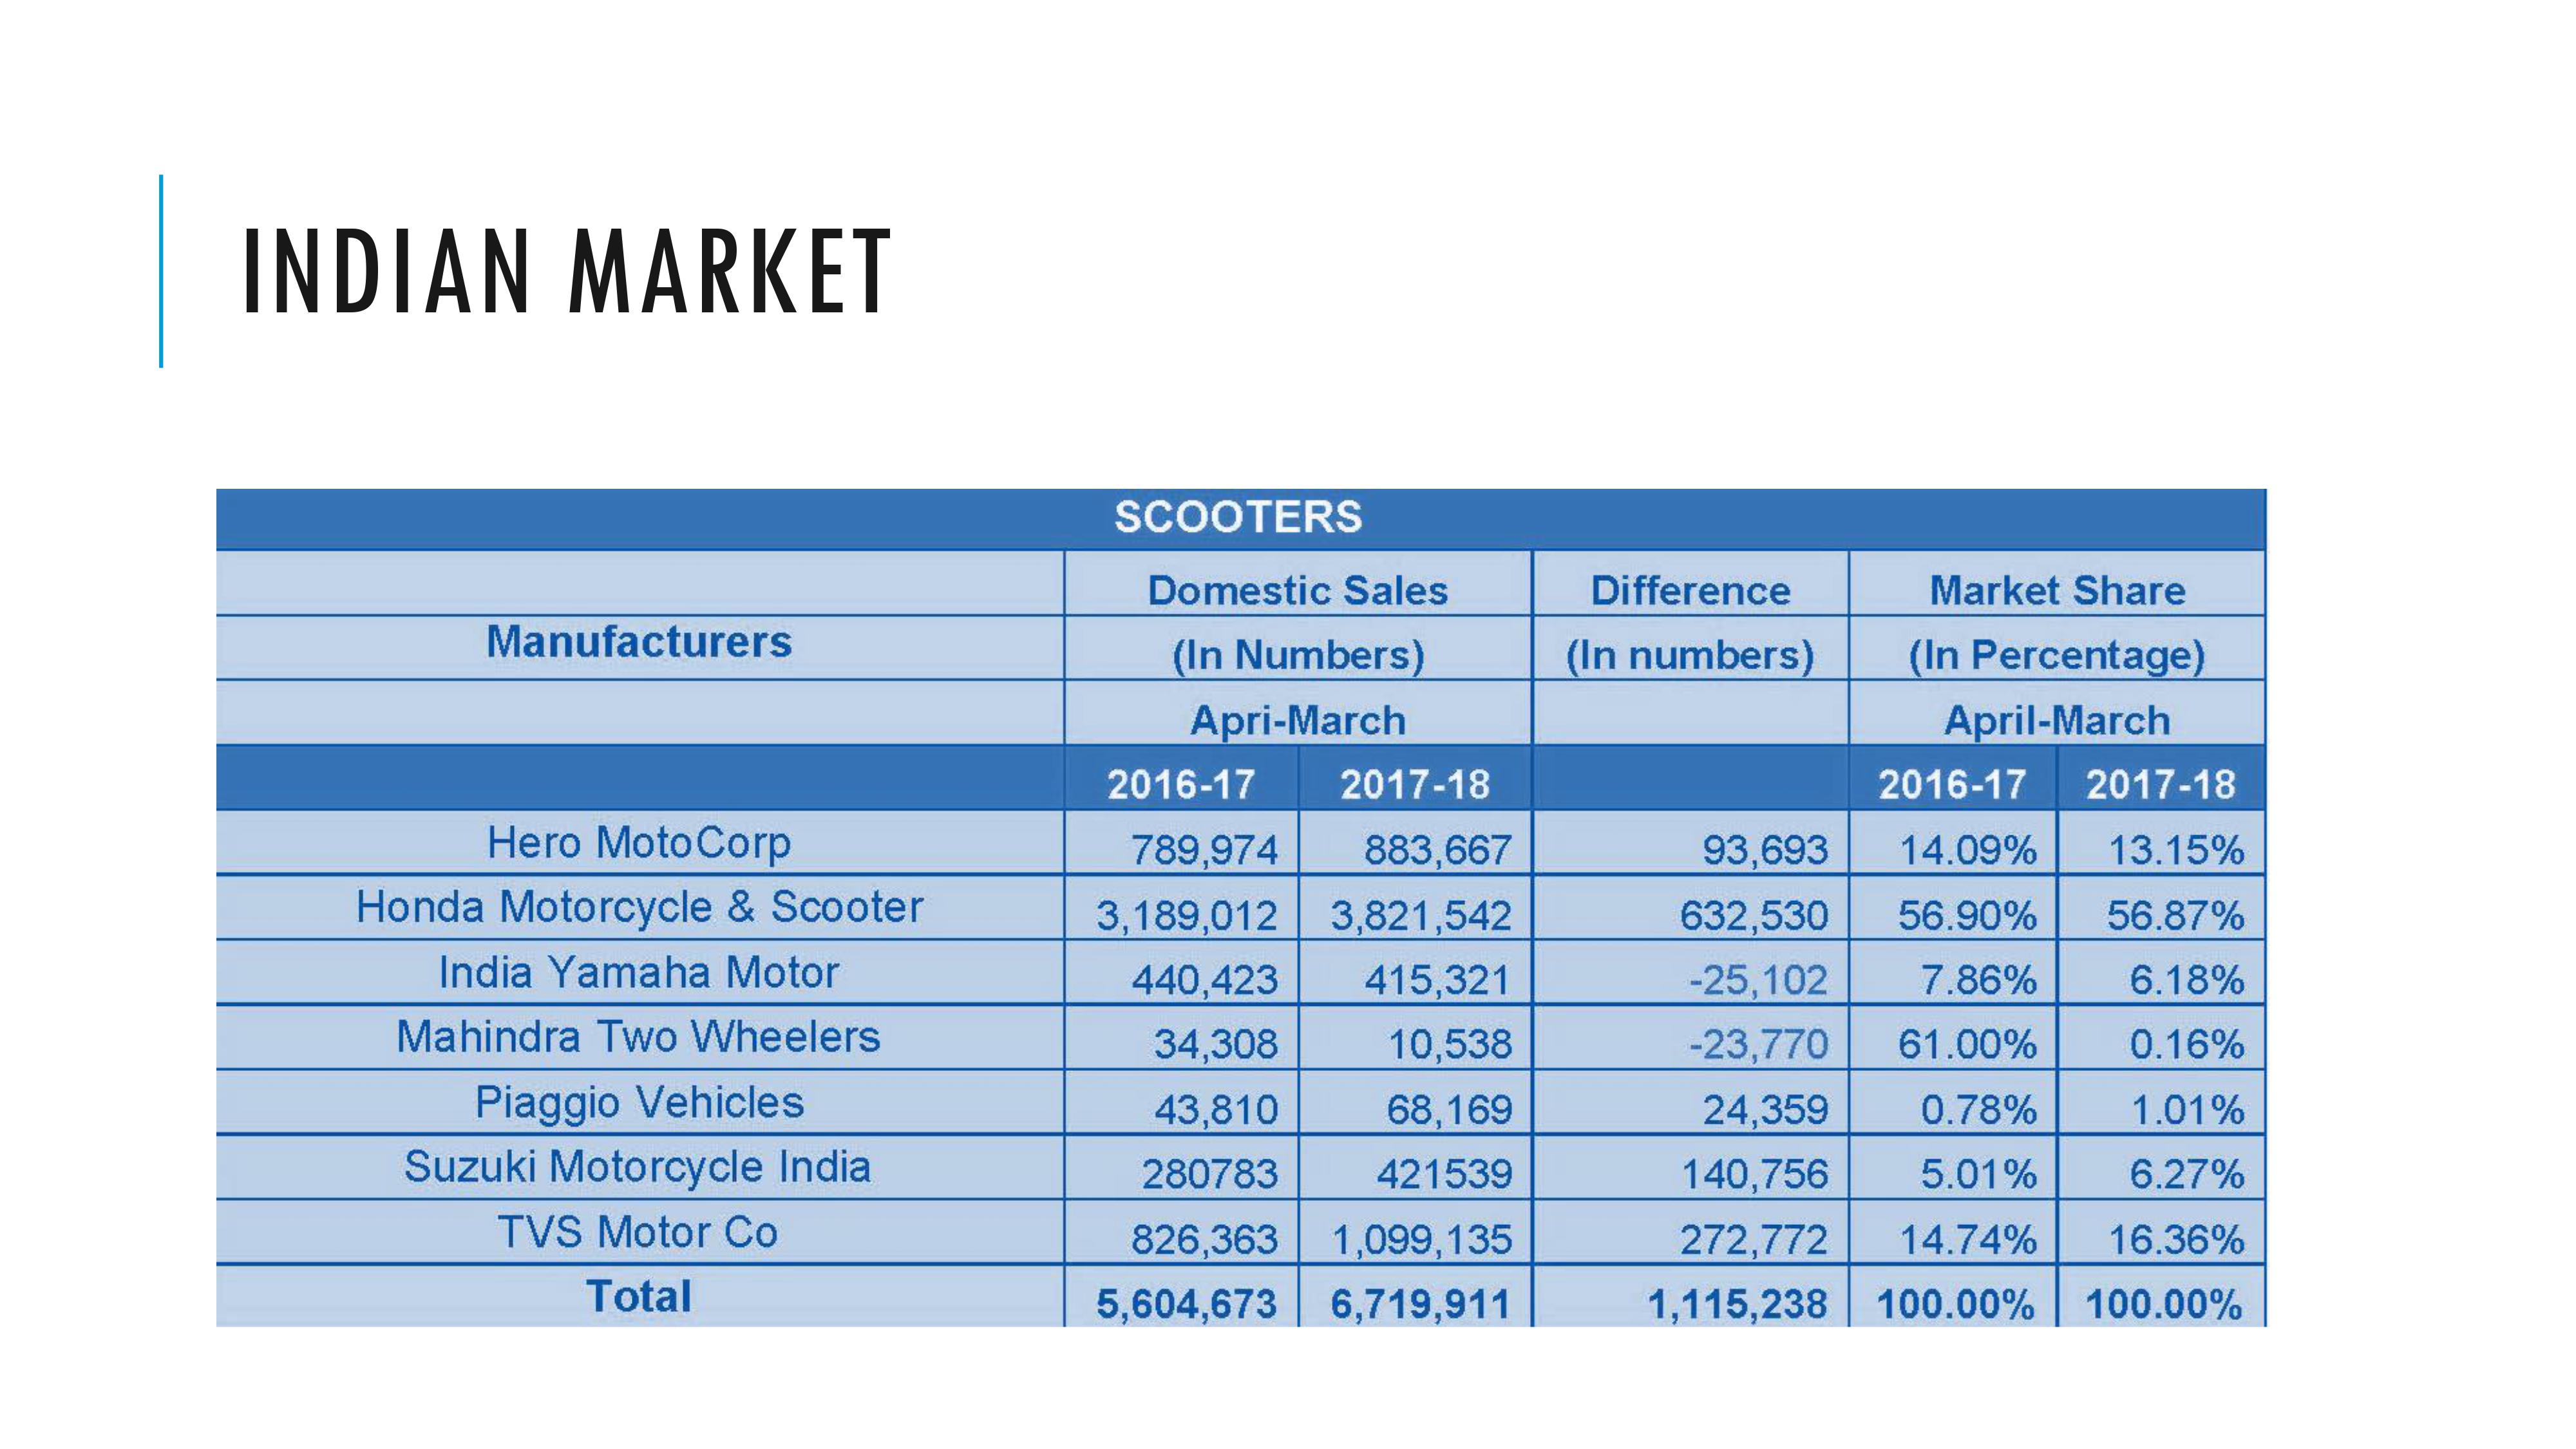 INDIAN MARKET
SCOOTERS
Domestic Sales Difference Market Share
Manufacturers (In Numbers) (In numbers) (In Percentage)
Apri-March April-March
2016-17 2017-18 2016-17 2017-18
Hero MotoCorp 789,974 883,667 93,693 14.09% 13.15%
Honda Motorcycle & Scooter 3,189,012 3,821,542 632,530 56.90% 56.87%
India Yamaha Motor 440,423 415,321 -25,102 7.86% 6.18%
Mahindra Two Wheelers 34,308 10,538 -23,770 61.00% 0.16%
Piaggio Vehicles 43,810 68,169 24,359 0.78% 1.01%
Suzuki Motorcycle India 280783 421539 140,756 5.01% 6.27%
TVS Motor Co 826,363 1,099,135 272,772 14.74% 16.36%
Total 5,604,673 6,719,911 1,115,238 100.00% 100.00%